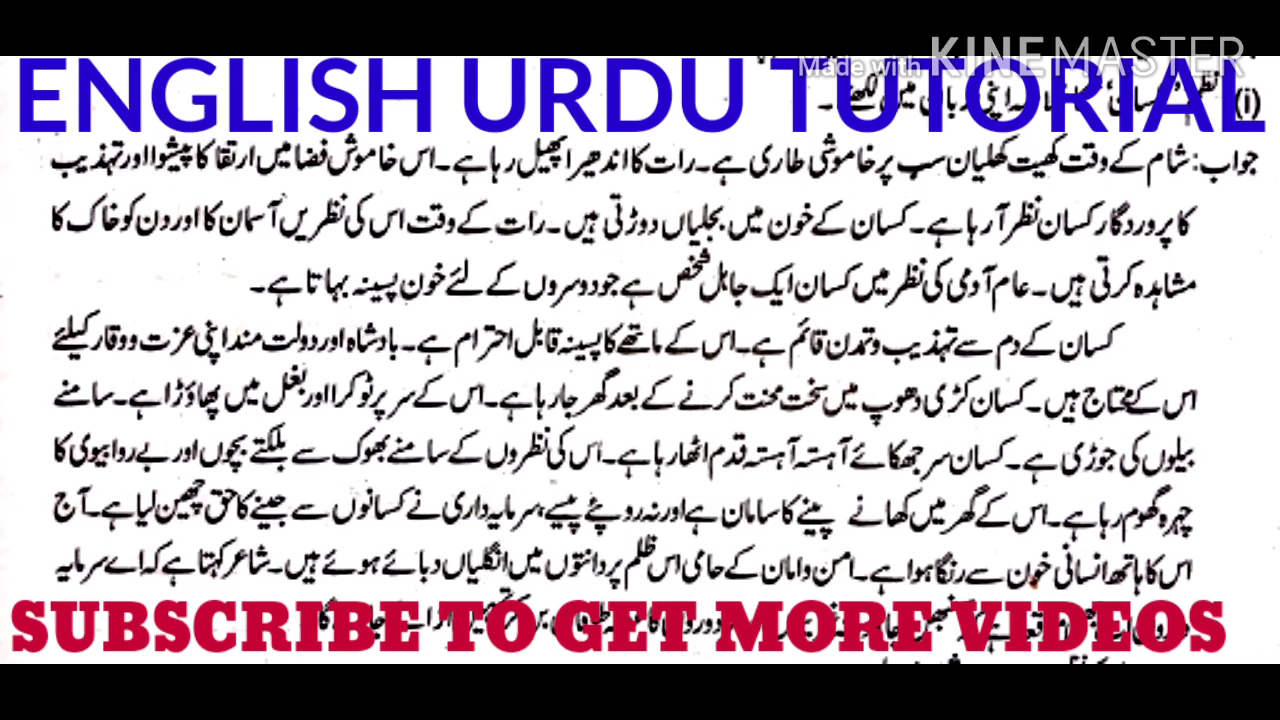 Made with KINEMASTER
ENGLISH URDU TUTORIAL
(i) اپنی میں
جواب: شام کے وقت کھیت کھلیان سب پر خاموشی طاری ہے۔ رات کا اندھیرا پھیل رہا ہے۔ اس خاموش فضا میں ارتقا کا پیشوا اور تہذیب
کا پروردگار کسان نظر آرہا ہے۔ کسان کے خون میں بجلیاں دوڑتی ہیں۔ رات کے وقت اس کی نظریں آسمان کا اور دن کو خاک کا
مشاہدہ کرتی ہیں۔ عام آدمی کی نظر میں کسان ایک جاہل شخص ہے جو دوسروں کے لئے خون پسینہ بہاتا ہے۔
کسان کے دم سے تہذیب و تمدن قائم ہے۔ اس کے ماتھے کا پسینہ قابل احترام ہے۔ بادشاہ اور دولت مند اپنی عزت و وقار کیلئے
اس کے محتاج ہیں۔ کسان کڑی دھوپ میں سخت محنت کرنے کے بعد گھر جارہا ہے۔ اس کے سر پر ٹوکرا اور بغل میں پھاؤڑا ہے۔ سامنے
بیلوں کی جوڑی ہے۔ کسان سر جھکائے آہستہ آہستہ قدم اٹھا رہا ہے۔ اس کی نظروں کے سامنے بھوک سے بلکتے بچوں اور بے روا بیوی کا
چہرہ گھوم رہا ہے۔ اس کے گھر میں کھانے پینے کا سامان ہے اور نہ روپئے پیسے، سرمایہ داری نے کسانوں سے جینے کا حق چھین لیا ہے۔ آج
اس کا ہاتھ انسانی خون سے رنگا ہوا ہے۔ امن و امان کے حامی اس ظلم پر دانتوں میں انگلیاں دبائے ہوئے ہیں۔ شاعر کہتا ہے کہ اے سرمایہ
SUBSCRIBE TO GET MORE VIDEOS